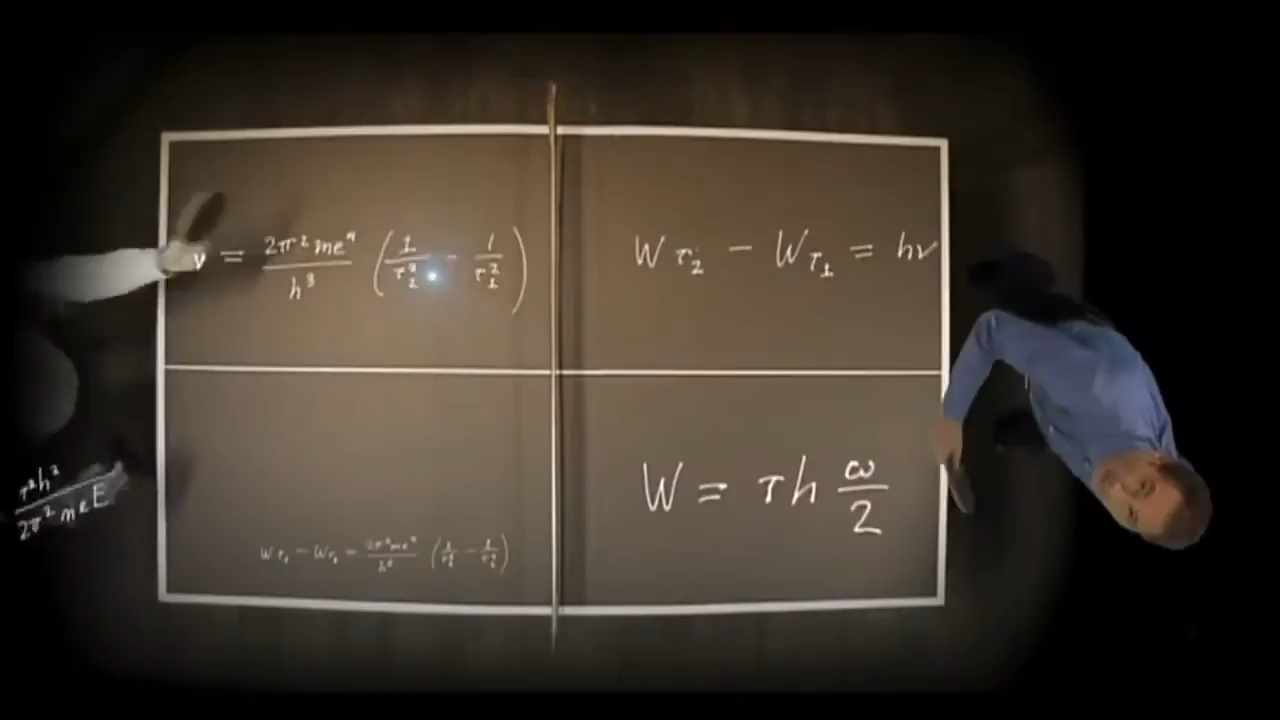 ν = 2π²me⁴/h³ (1/τ₂² − 1/τ₁²)
Wτ₂ − Wτ₁ = hν
W = τh ω/2
τ²h²/2π²meE
Wτ₂ − Wτ₁ = 2π²me⁴/h² (1/τ₂² − 1/τ₁²)